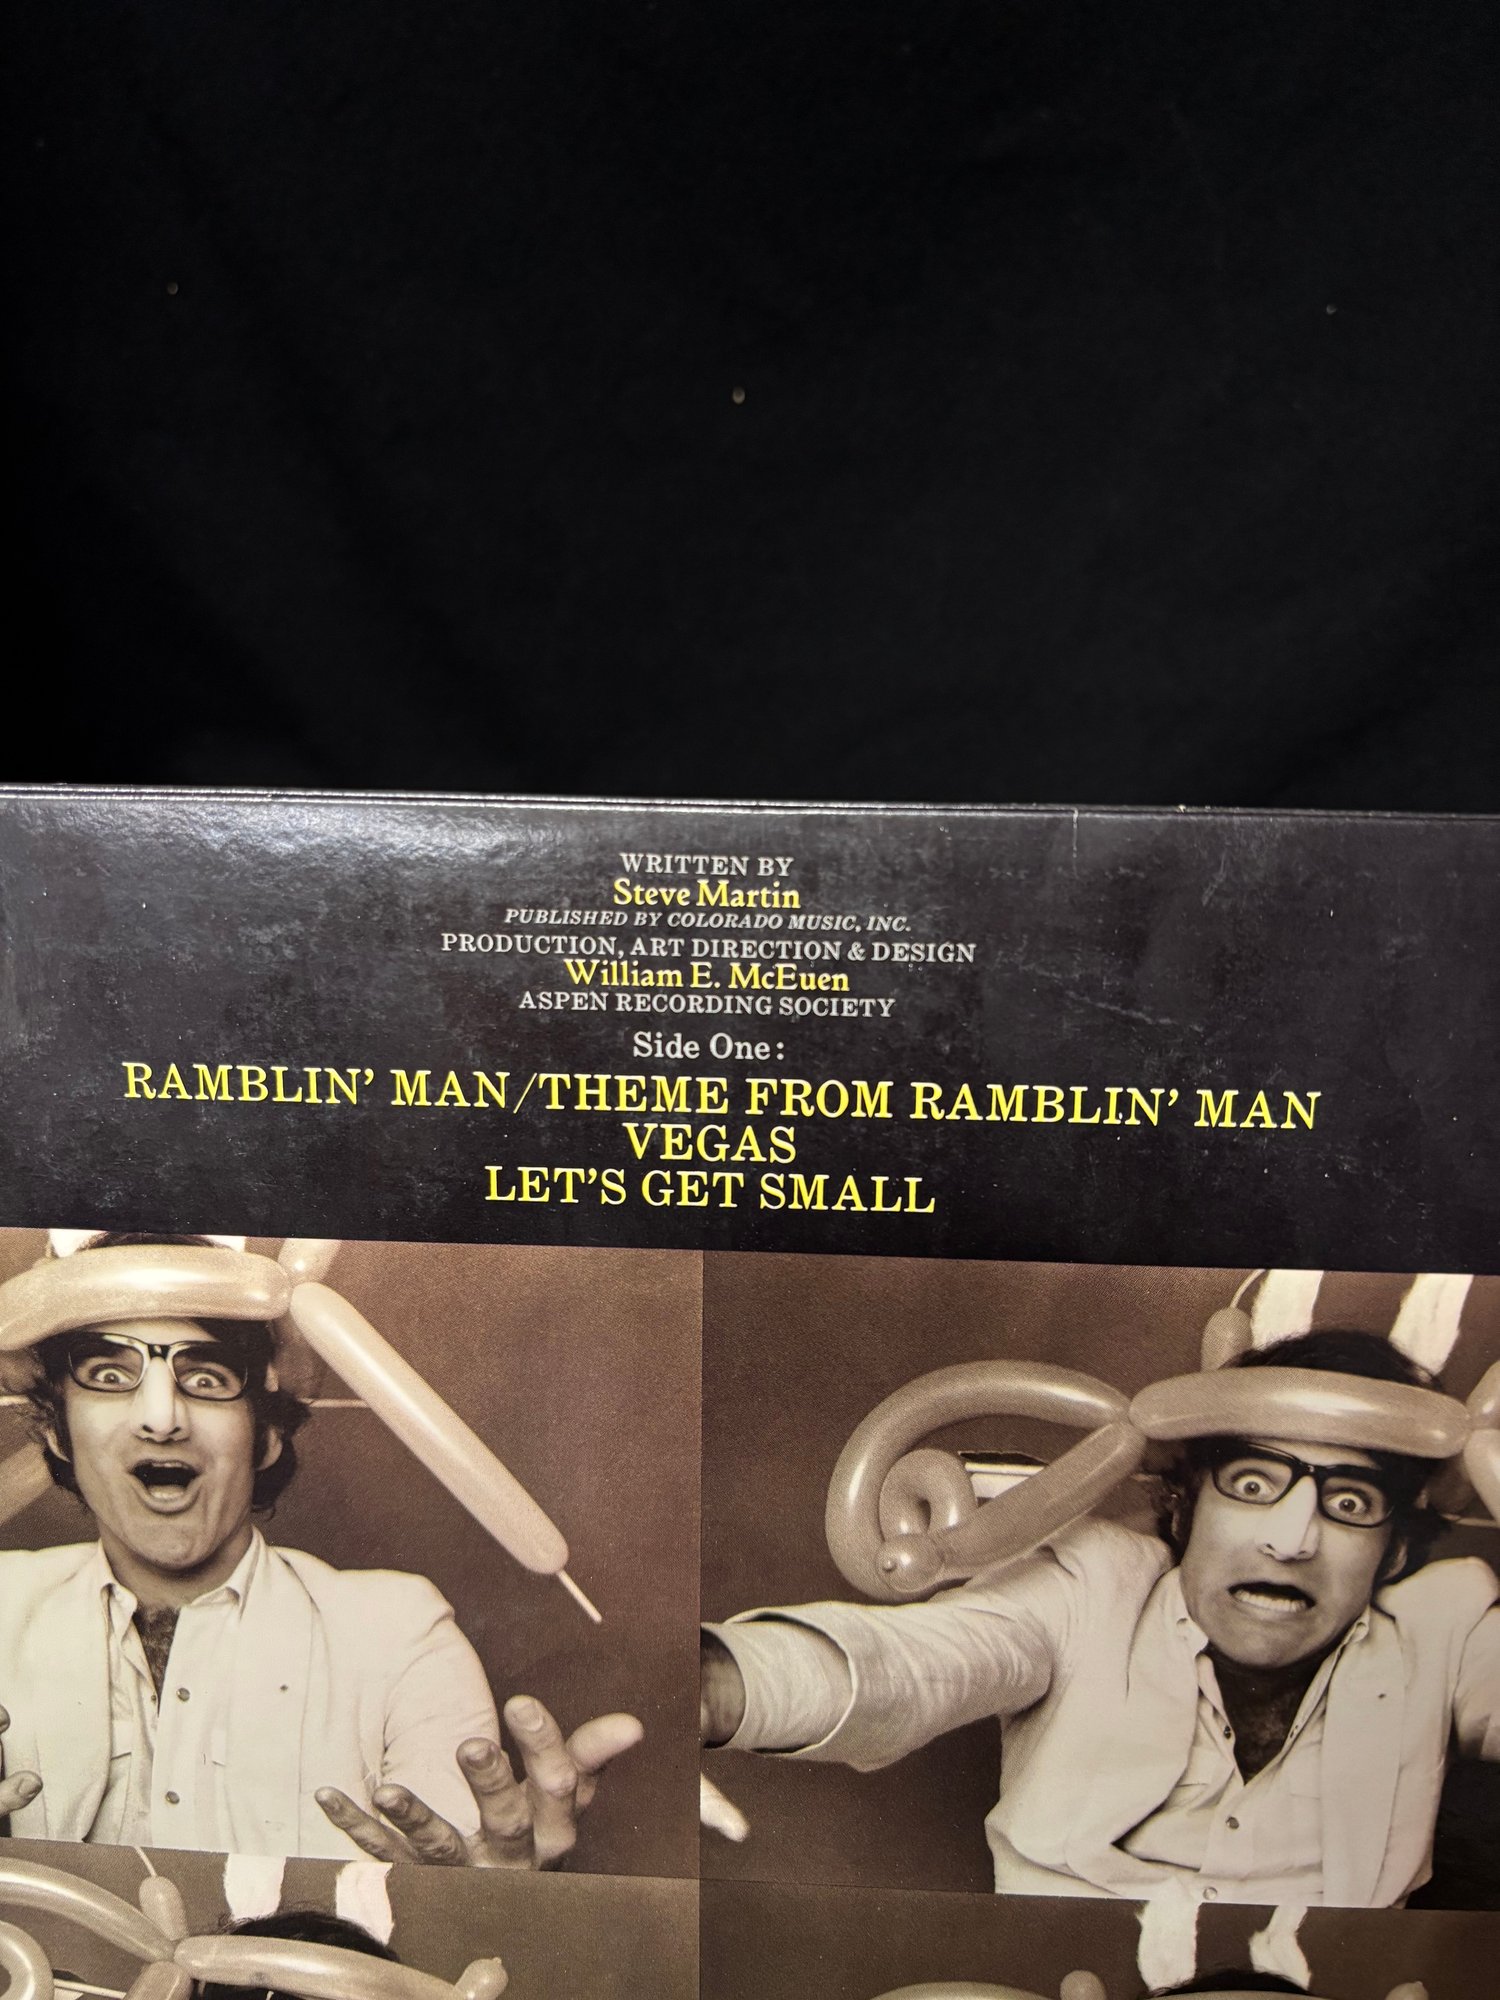 WRITTEN BY
Steve Martin
PUBLISHED BY COLORADO MUSIC, INC.
PRODUCTION, ART DIRECTION & DESIGN
William E. McEuen
ASPEN RECORDING SOCIETY
Side One:
RAMBLIN' MAN/THEME FROM RAMBLIN' MAN
VEGAS
LET'S GET SMALL